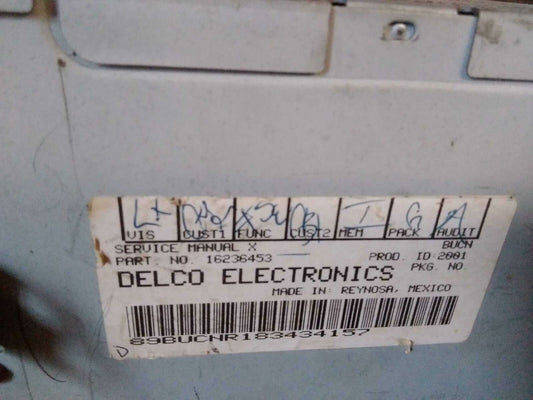 VIS CUST1 FUNC CUST2 MEM PACK AUDIT
SERVICE MANUAL X BUCN
PART. NO. 16236453 PROD. ID:2001
PKG. NO
DELCO ELECTRONICS
MADE IN: REYNOSA, MEXICO
89BUCNR183434157